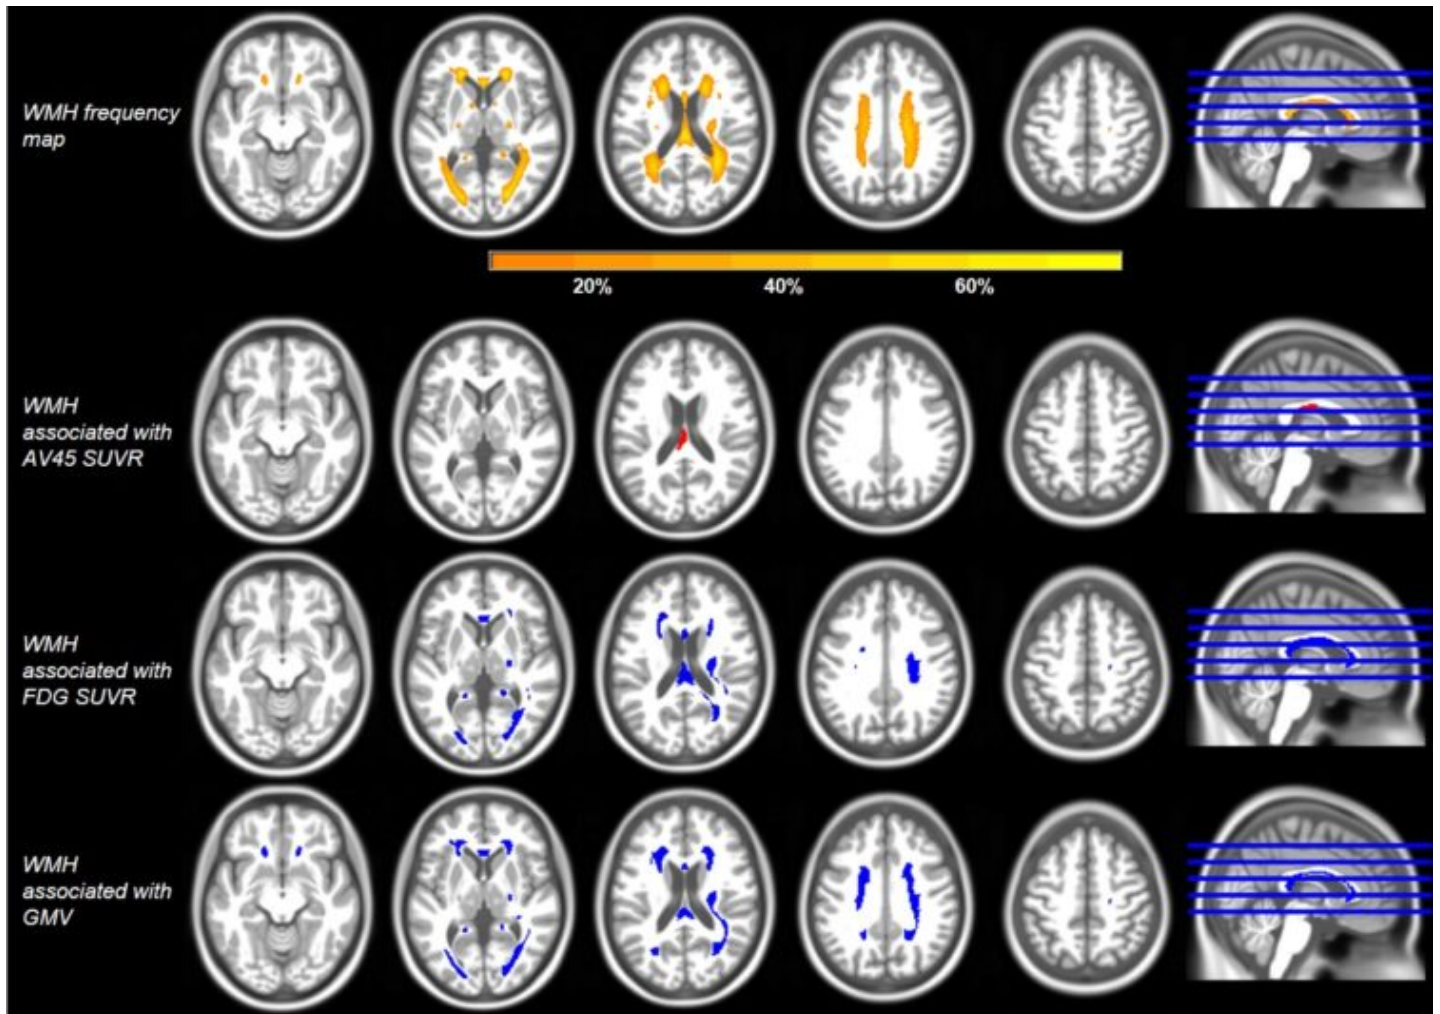 WMH frequency
map
20%
40%
60%
WMH
associated with
AV45 SUVR
WMH
associated with
FDG SUVR
WMH
associated with
GMV